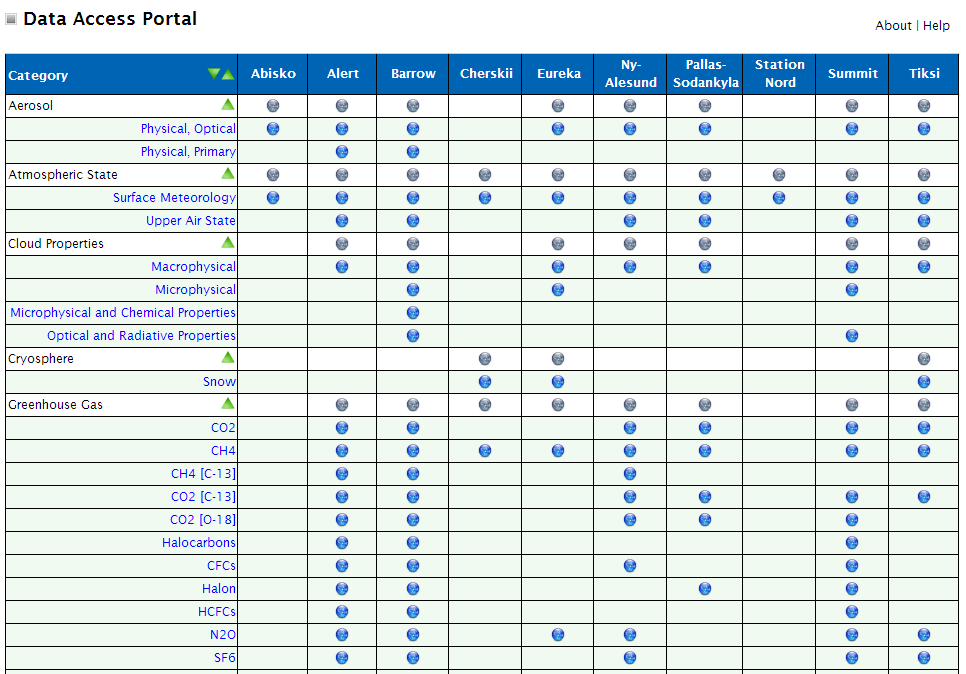 Data Access Portal
About | Help
Category Abisko Alert Barrow Cherskii Eureka Ny-Alesund Pallas-Sodankyla Station Nord Summit Tiksi
Aerosol
Physical, Optical
Physical, Primary
Atmospheric State
Surface Meteorology
Upper Air State
Cloud Properties
Macrophysical
Microphysical
Microphysical and Chemical Properties
Optical and Radiative Properties
Cryosphere
Snow
Greenhouse Gas
CO2
CH4
CH4 [C-13]
CO2 [C-13]
CO2 [O-18]
Halocarbons
CFCs
Halon
HCFCs
N2O
SF6